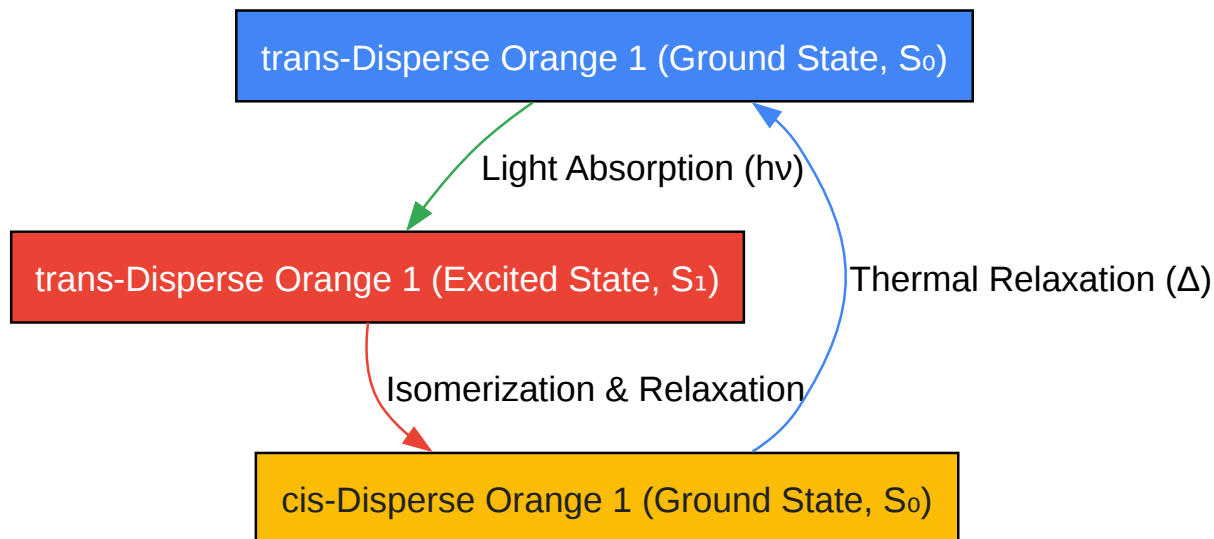 trans-Disperse Orange 1 (Ground State, S₀)
Light Absorption (hν)
trans-Disperse Orange 1 (Excited State, S₁)
Thermal Relaxation (Δ)
Isomerization & Relaxation
cis-Disperse Orange 1 (Ground State, S₀)